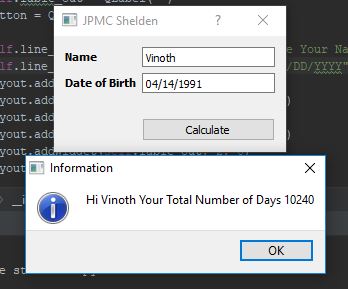 tton = Q
JPMC Shelden
lf.line_
e Your Na
lf.line_
/DD/YYYY"
yout.add
yout.add
yout.add
yout.add
yout
Name
Vinoth
Date of Birth
04/14/1991
Calculate
Information
Hi Vinoth Your Total Number of Days 10240
OK
e st